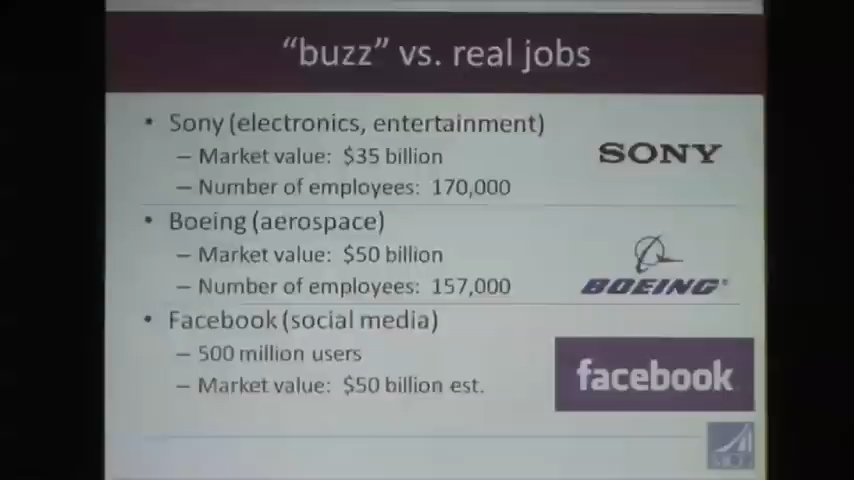 “buzz” vs. real jobs
• Sony (electronics, entertainment)
– Market value: $35 billion
– Number of employees: 170,000
SONY
• Boeing (aerospace)
– Market value: $50 billion
– Number of employees: 157,000
BOEING
• Facebook (social media)
– 500 million users
– Market value: $50 billion est.
facebook